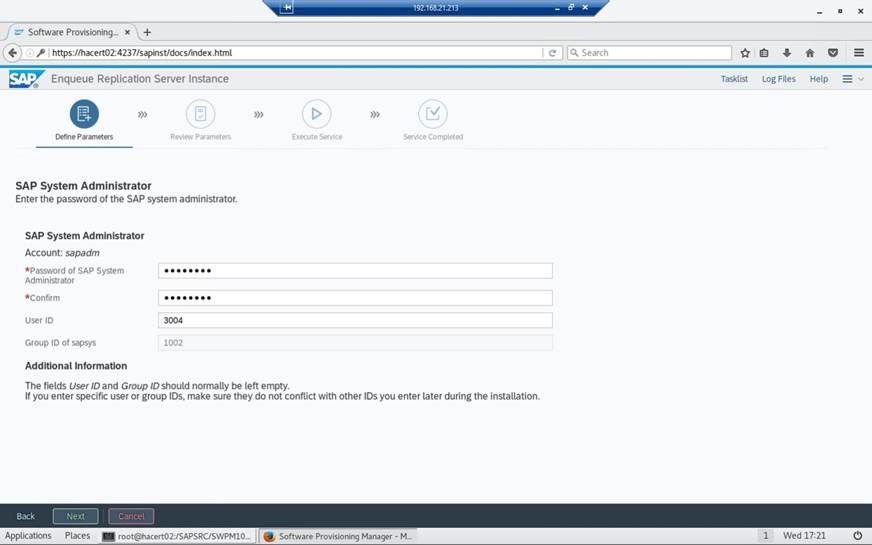 192.168.21.213
Software Provisioning... × +
https://hacert02:4237/sapinst/docs/index.html
Search
SAP Enqueue Replication Server Instance
Tasklist Log Files Help
Define Parameters
Review Parameters
Execute Service
Service Completed
SAP System Administrator
Enter the password of the SAP system administrator.
SAP System Administrator
Account: sapadm
*Password of SAP System
Administrator
••••••••
*Confirm ••••••••
User ID 3004
Group ID of sapsys 1002
Additional Information
The fields User ID and Group ID should normally be left empty.
If you enter specific user or group IDs, make sure they do not conflict with other IDs you enter later during the installation.
Back Next Cancel
Applications Places root@hacert02:/SAPSRC/SWPM10... Software Provisioning Manager - M... 1 Wed 17:21